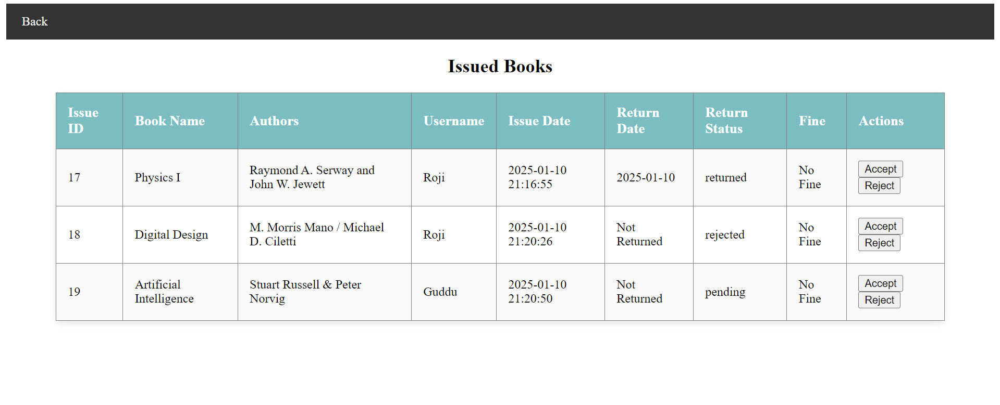 Back
Issued Books
Issue
ID
Book Name
Authors
Username
Issue Date
Return
Date
Return
Status
Fine
Actions
17
Physics I
Raymond A. Serway and
John W. Jewett
Roji
2025-01-10
21:16:55
2025-01-10
returned
No
Fine
Accept
Reject
18
Digital Design
M. Morris Mano / Michael
D. Ciletti
Roji
2025-01-10
21:20:26
Not
Returned
rejected
No
Fine
Accept
Reject
19
Artificial
Intelligence
Stuart Russell & Peter
Norvig
Guddu
2025-01-10
21:20:50
Not
Returned
pending
No
Fine
Accept
Reject